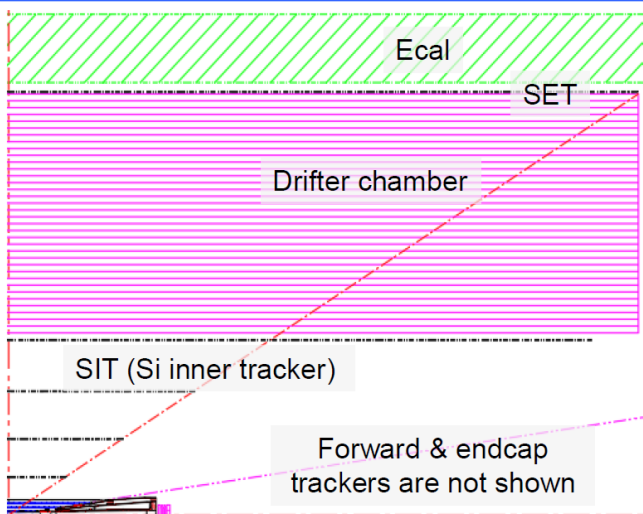 Ecal
SET
Drifter chamber
SIT (Si inner tracker)
Forward & endcap
trackers are not shown